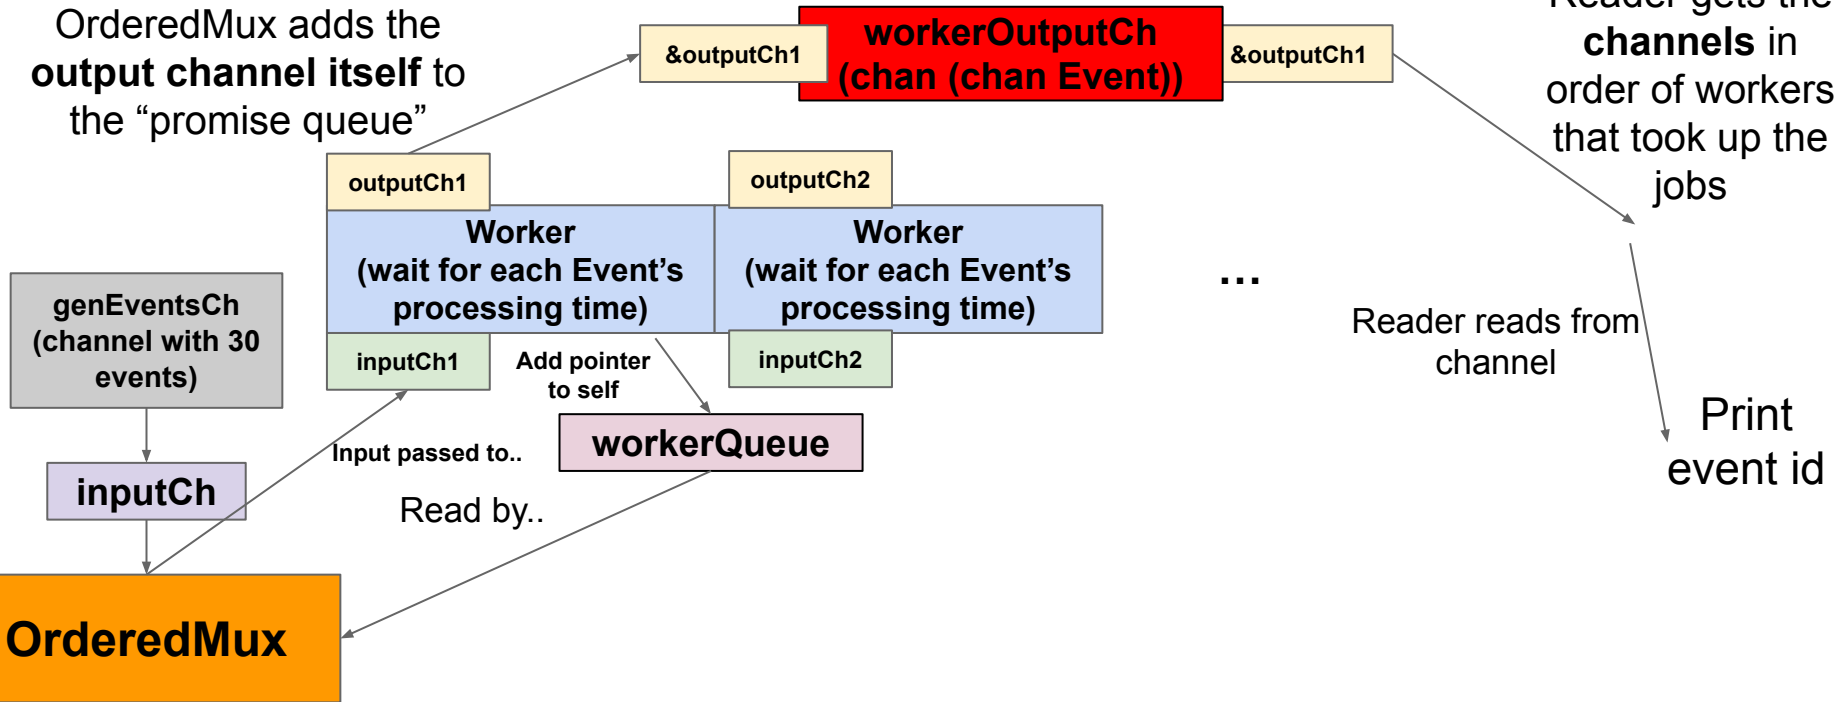 OrderedMux adds the
output channel itself to
the “promise queue”
&outputCh1
workerOutputCh
(chan (chan Event))
&outputCh1
Reader gets the
channels in
order of workers
that took up the
jobs
outputCh1
outputCh2
Worker
(wait for each Event’s
processing time)
Worker
(wait for each Event’s
processing time)
...
genEventsCh
(channel with 30
events)
inputCh1
Add pointer
to self
inputCh2
Reader reads from
channel
Print
event id
Input passed to..
workerQueue
inputCh
Read by..
OrderedMux